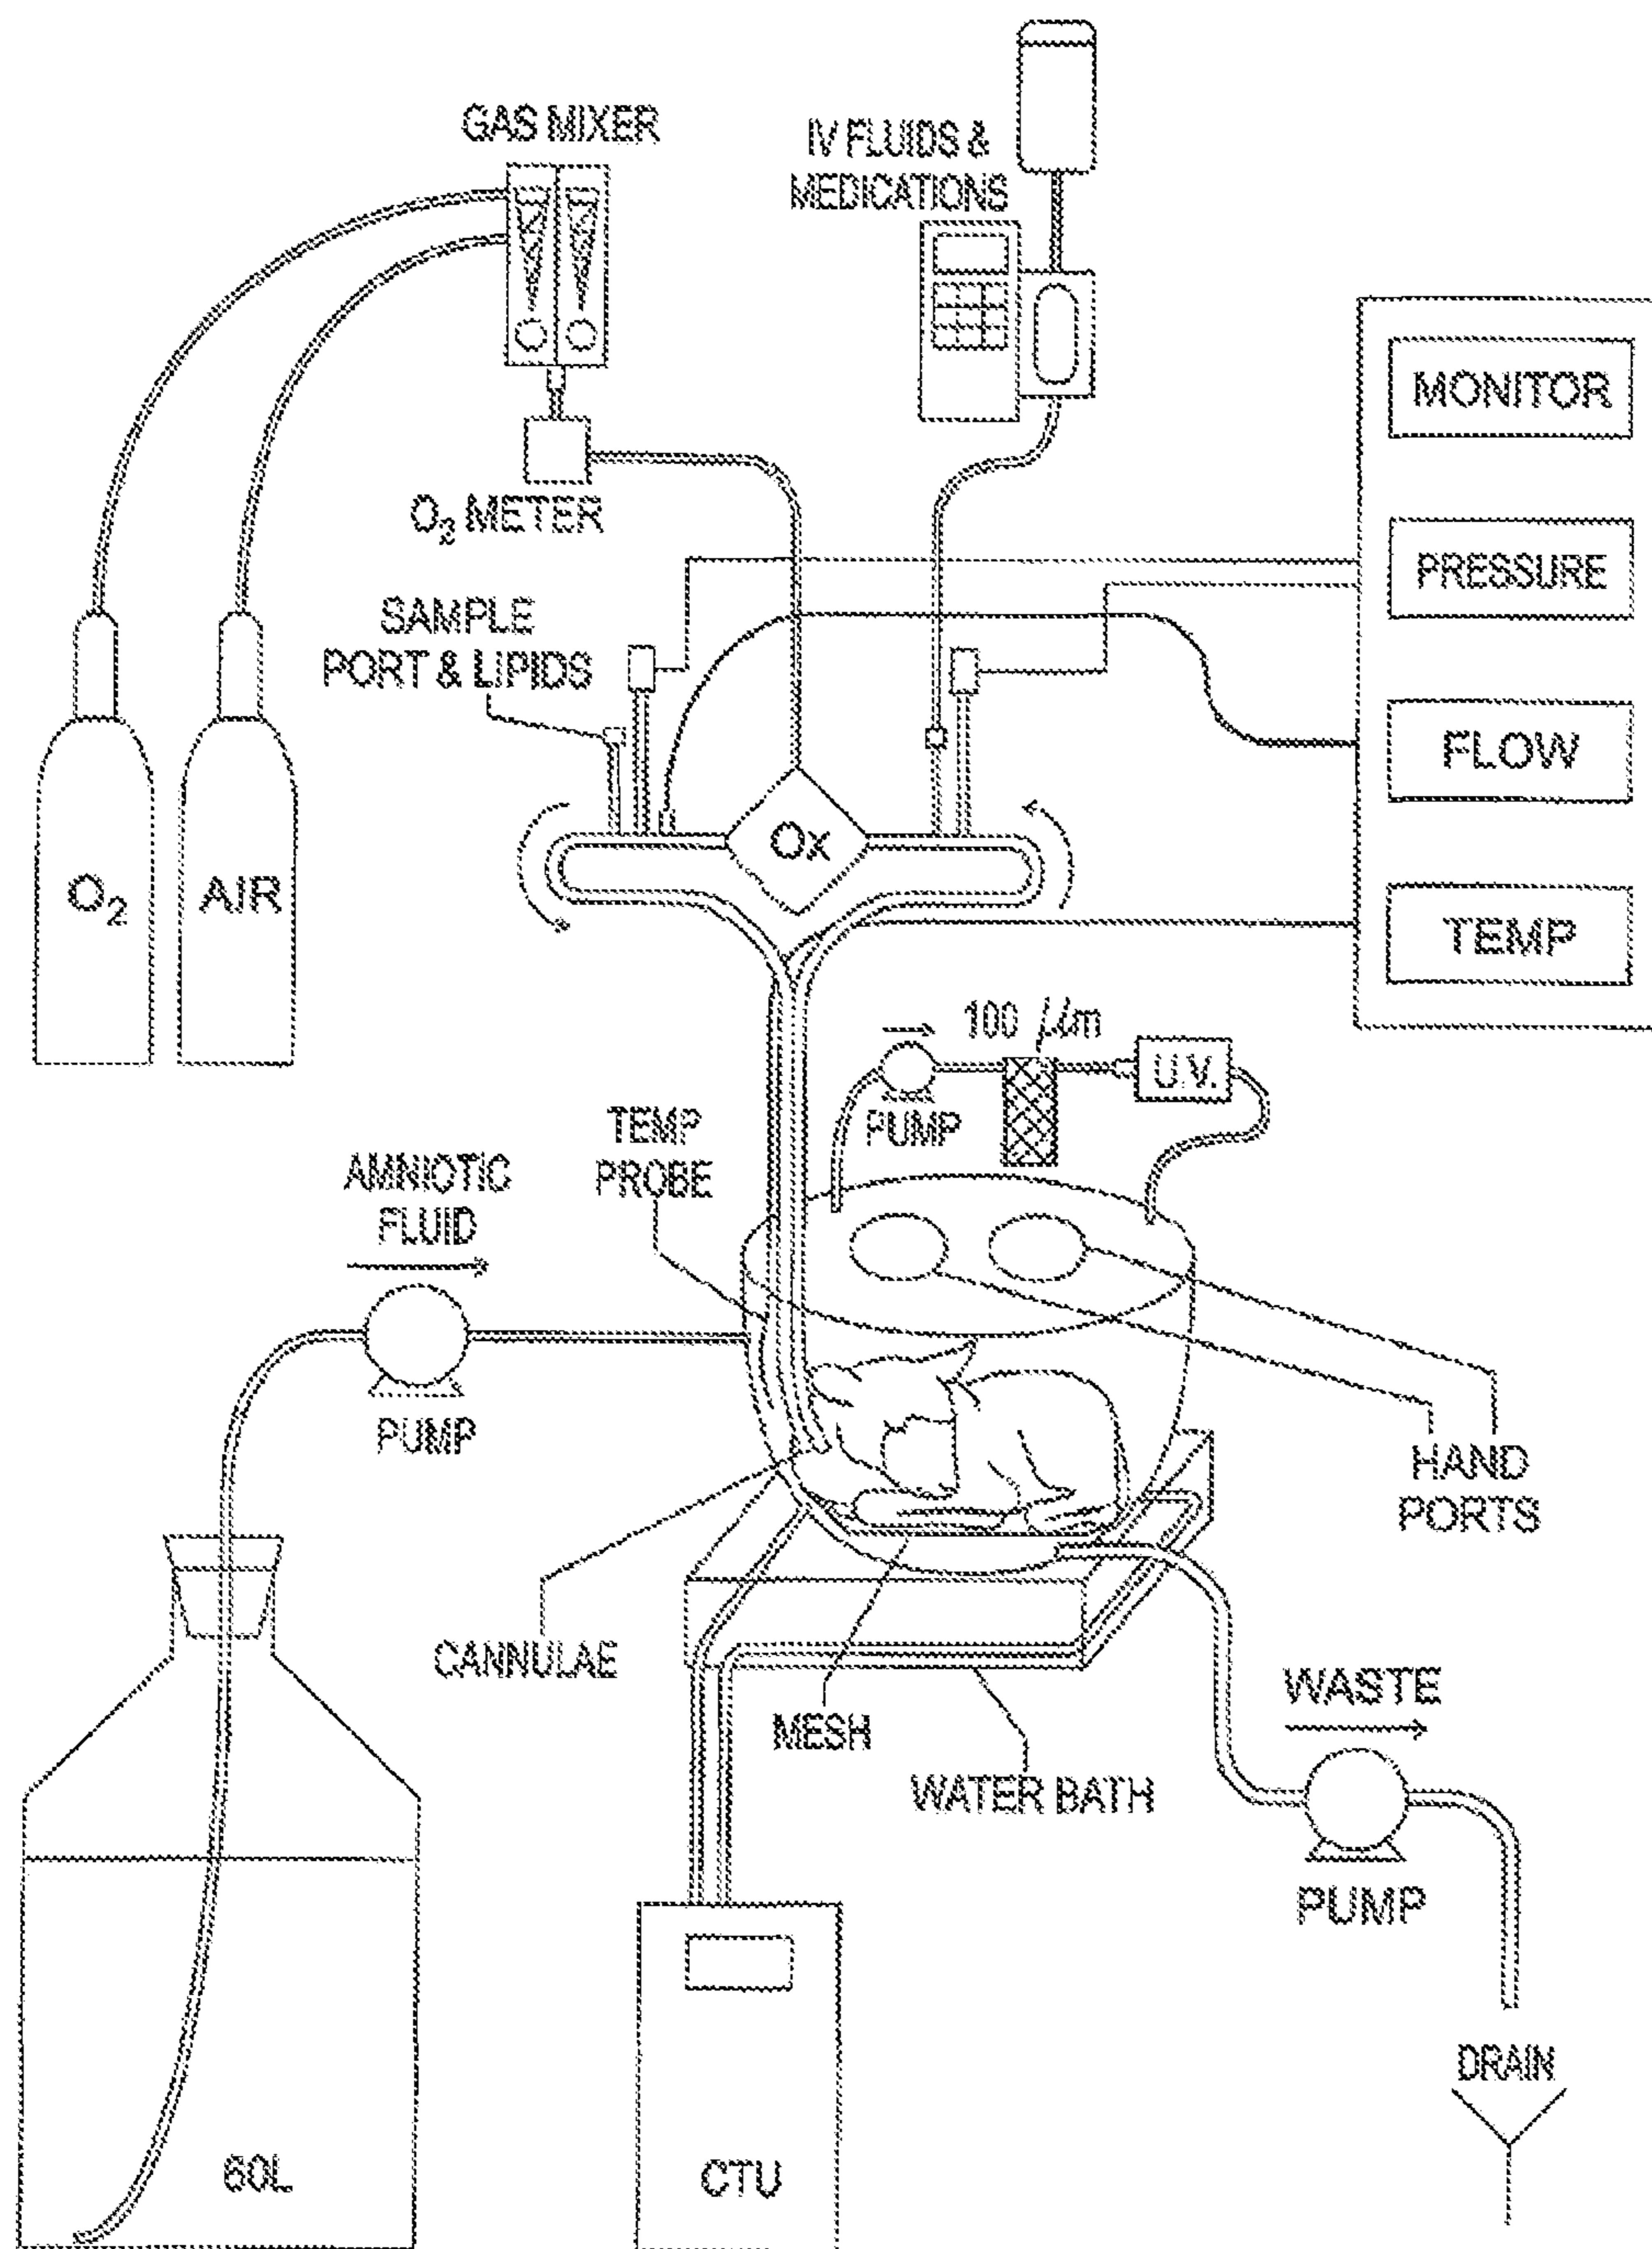 GAS MIXER
IV FLUIDS &
MEDICATIONS
MONITOR
O₂ METER
PRESSURE
SAMPLE
PORT & LIPIDS
FLOW
OX
O₂
AIR
TEMP
100 μm
U.V.
PUMP
TEMP
PROBE
AMNIOTIC
FLUID
PUMP
HAND
PORTS
CANNULAE
MESH
WATER BATH
WASTE
PUMP
DRAIN
60L
CTU